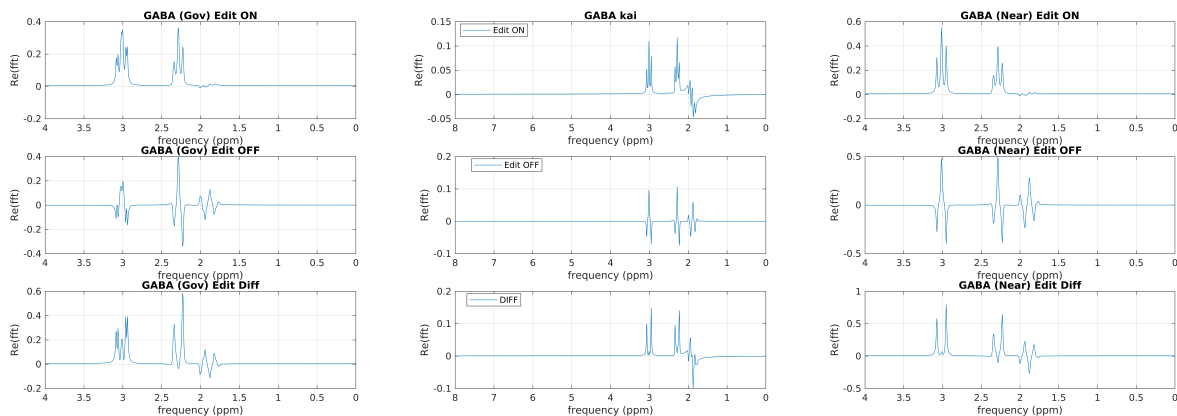 GABA (Gov) Edit ON
Re(fft)
0.4
0.2
0
-0.2
4 3.5 3 2.5 2 1.5 1 0.5 0
frequency (ppm)
GABA kai
Edit ON
Re(fft)
0.15
0.1
0.05
0
-0.05
8 7 6 5 4 3 2 1 0
frequency (ppm)
GABA (Near) Edit ON
Re(fft)
0.6
0.4
0.2
0
-0.2
4 3.5 3 2.5 2 1.5 1 0.5 0
frequency (ppm)
GABA (Gov) Edit OFF
Re(fft)
0.4
0.2
0
-0.2
-0.4
4 3.5 3 2.5 2 1.5 1 0.5 0
frequency (ppm)
Edit OFF
Re(fft)
0.2
0.1
0
-0.1
8 7 6 5 4 3 2 1 0
frequency (ppm)
GABA (Near) Edit OFF
Re(fft)
0.5
0
-0.5
4 3.5 3 2.5 2 1.5 1 0.5 0
frequency (ppm)
GABA (Gov) Edit Diff
Re(fft)
0.6
0.4
0.2
0
-0.2
4 3.5 3 2.5 2 1.5 1 0.5 0
frequency (ppm)
DIFF
Re(fft)
0.2
0.1
0
-0.1
8 7 6 5 4 3 2 1 0
frequency (ppm)
GABA (Near) Edit Diff
Re(fft)
1
0.5
0
-0.5
4 3.5 3 2.5 2 1.5 1 0.5 0
frequency (ppm)